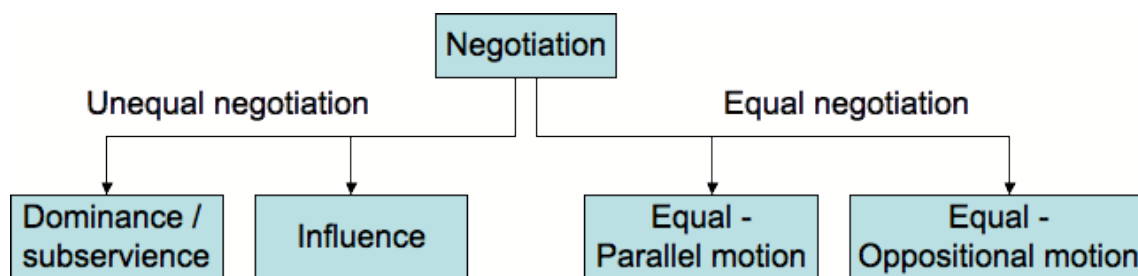 Negotiation
Unequal negotiation
Equal negotiation
Dominance /
subservience
Influence
Equal -
Parallel motion
Equal -
Oppositional motion